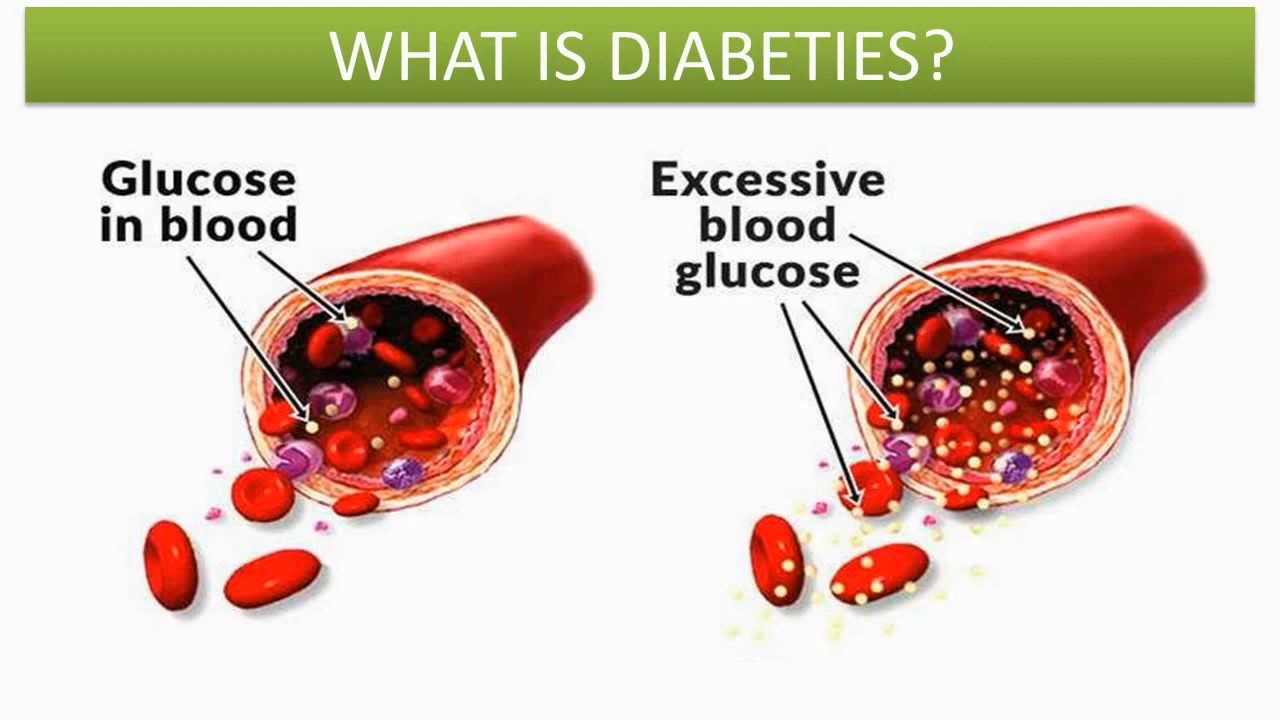 WHAT IS DIABETIES?
Glucose
in blood
Excessive
blood
glucose